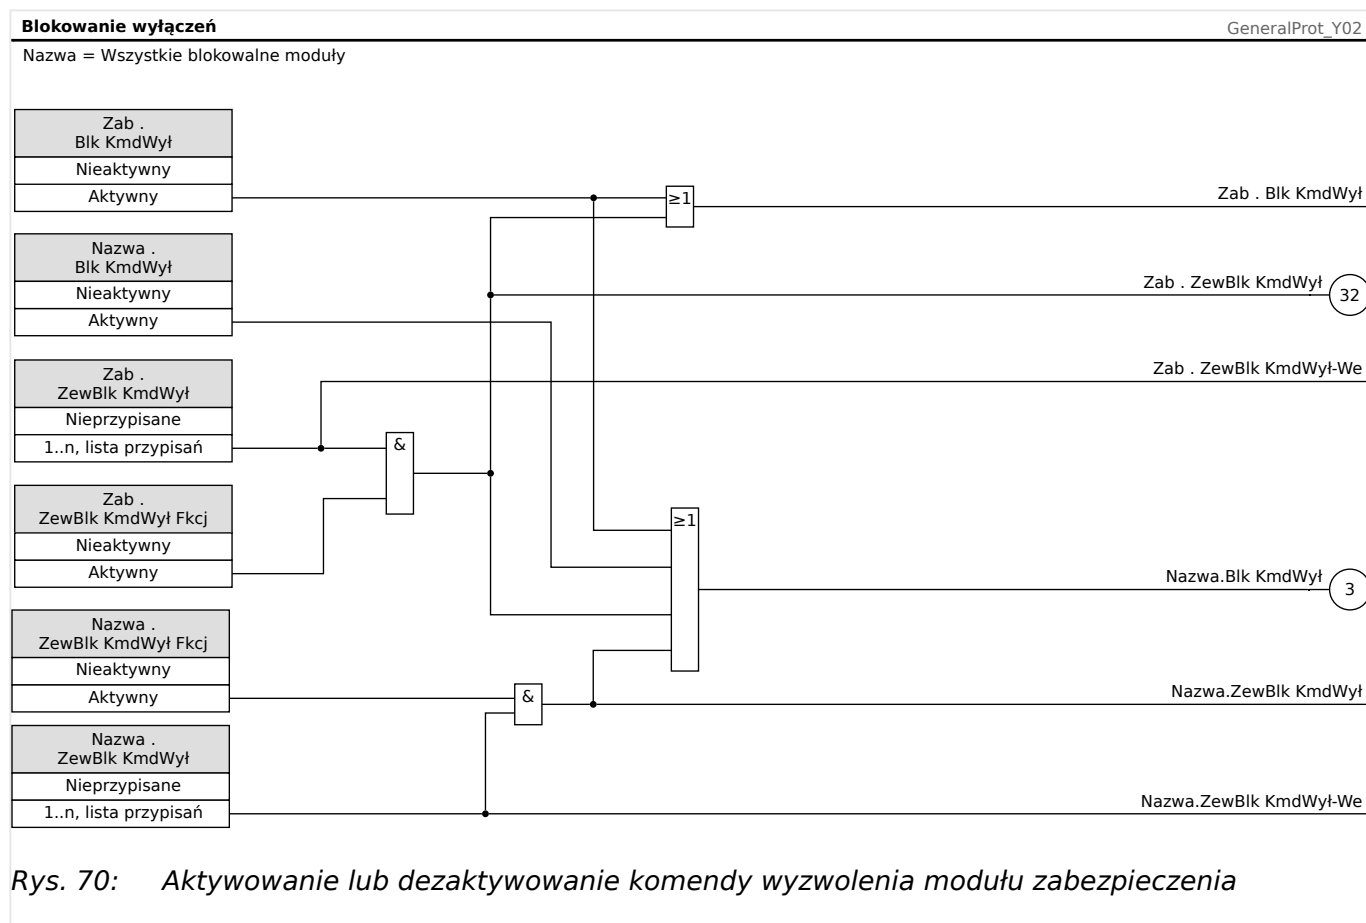 Blokowanie wyłączeń
GeneralProt_Y02
Nazwa = Wszystkie blokowalne moduły
Zab .
Blk KmdWył
Nieaktywny
Aktywny
≥1
Zab . Blk KmdWył
Nazwa .
Blk KmdWył
Nieaktywny
Aktywny
Zab . ZewBlk KmdWył
32
Zab .
ZewBlk KmdWył
Nieprzypisane
1..n, lista przypisań
&
Zab . ZewBlk KmdWył-We
Zab .
ZewBlk KmdWył Fkcj
Nieaktywny
Aktywny
≥1
Nazwa.Blk KmdWył
3
Nazwa .
ZewBlk KmdWył Fkcj
Nieaktywny
Aktywny
&
Nazwa.ZewBlk KmdWył
Nazwa .
ZewBlk KmdWył
Nieprzypisane
1..n, lista przypisań
Nazwa.ZewBlk KmdWył-We
Rys. 70: Aktywowanie lub dezaktywowanie komendy wyzwolenia modułu zabezpieczenia